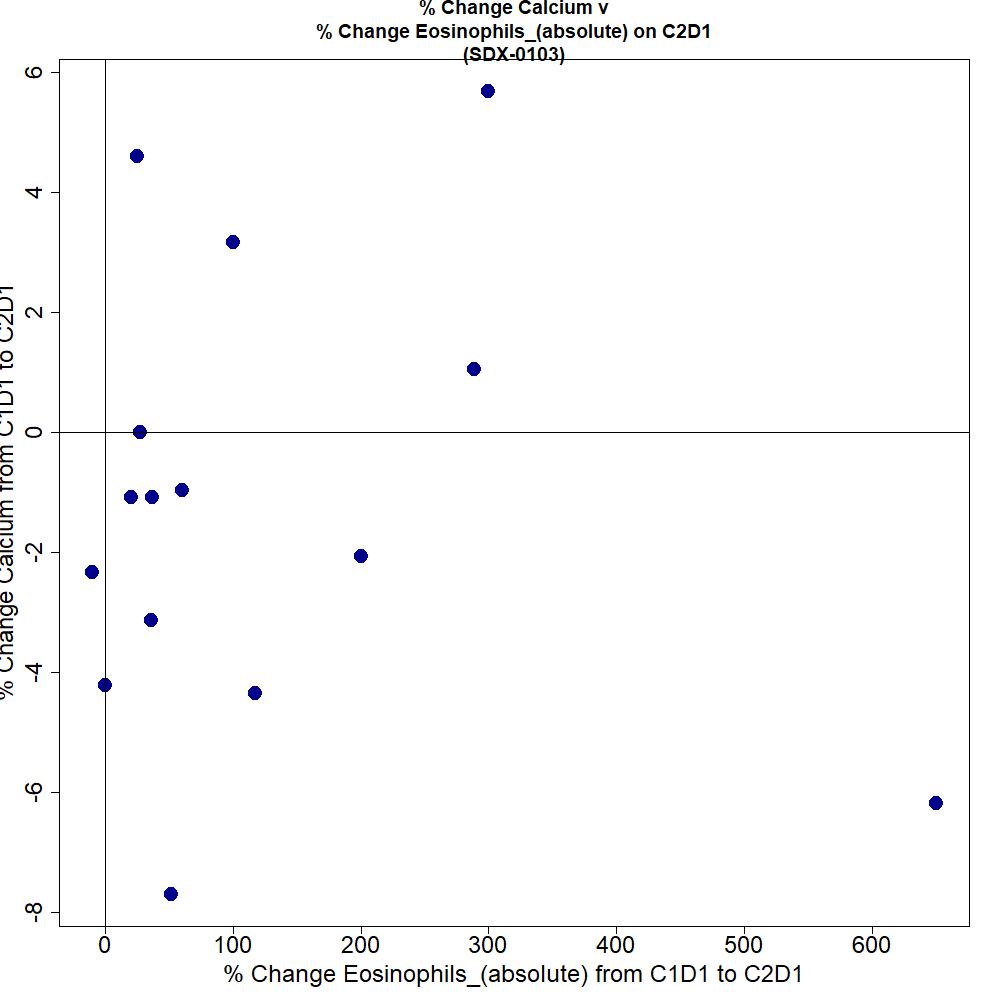 % Change Calcium v
% Change Eosinophils_(absolute) on C2D1
(SDX-0103)
% Change Calcium from C1D1 to C2D1
6
4
2
0
-2
-4
-6
-8
0 100 200 300 400 500 600
% Change Eosinophils_(absolute) from C1D1 to C2D1